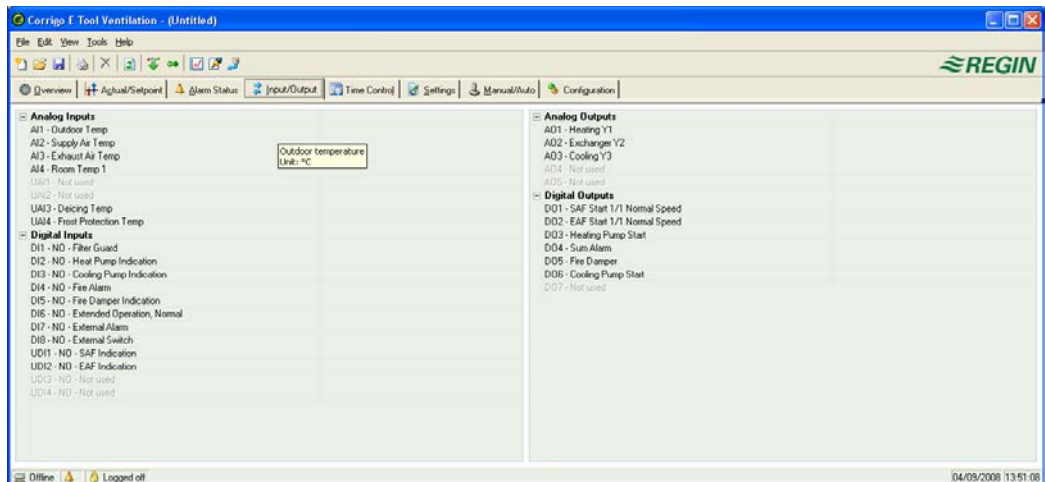 Corrigo E Tool Ventilation - (Untitled)
File Edit View Tools Help
REGIN
Overview Actual/Setpoint Alarm Status Input/Output Time Control Settings Manual/Auto Configuration
Analog Inputs
AI1 - Outdoor Temp
AI2 - Supply Air Temp
AI3 - Exhaust Air Temp
AI4 - Room Temp 1
UAI1 - Not used
UAI2 - Not used
UAI3 - Deicing Temp
UAI4 - Frost Protection Temp
Digital Inputs
DI1 - NO - Filter Guard
DI2 - NO - Heat Pump Indication
DI3 - NO - Cooling Pump Indication
DI4 - NO - Fire Alarm
DI5 - NO - Fire Damper Indication
DI6 - NO - Extended Operation, Normal
DI7 - NO - External Alarm
DI8 - NO - External Switch
UDI1 - NO - SAF Indication
UDI2 - NO - EAF Indication
UDI3 - NO - Not used
UDI4 - NO - Not used
Outdoor temperature
Unit: °C
Analog Outputs
AO1 - Heating Y1
AO2 - Exchanger Y2
AO3 - Cooling Y3
AO4 - Not used
AO5 - Not used
Digital Outputs
DO1 - SAF Start 1/1 Normal Speed
DO2 - EAF Start 1/1 Normal Speed
DO3 - Heating Pump Start
DO4 - Sum Alarm
DO5 - Fire Damper
DO6 - Cooling Pump Start
DO7 - Not used
Offline Logged off 04/09/2008 13:51:08